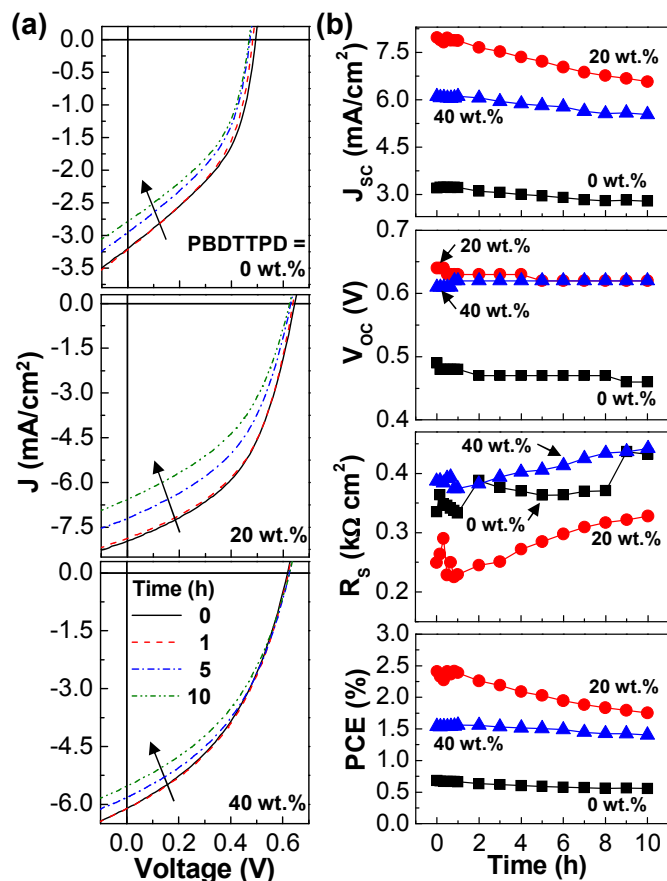 (a)
0.0
-0.5
-1.0
-1.5
-2.0
-2.5
-3.0
-3.5
PBDTTPD =
0 wt.%
0.0
-1.5
-3.0
-4.5
-6.0
-7.5
20 wt.%
J (mA/cm²)
0.0
-1.5
-3.0
-4.5
-6.0
Time (h)
0
1
5
10
40 wt.%
0.0 0.2 0.4 0.6
Voltage (V)
(b)
J_SC (mA/cm²)
7.5
6.0
4.5
3.0
20 wt.%
40 wt.%
0 wt.%
V_OC (V)
0.7
0.6
0.5
0.4
20 wt.%
40 wt.%
0 wt.%
R_S (kΩ cm²)
0.5
0.4
0.3
0.2
40 wt.%
0 wt.%
20 wt.%
PCE (%)
3.0
2.5
2.0
1.5
1.0
0.5
0.0
20 wt.%
40 wt.%
0 wt.%
0 2 4 6 8 10
Time (h)